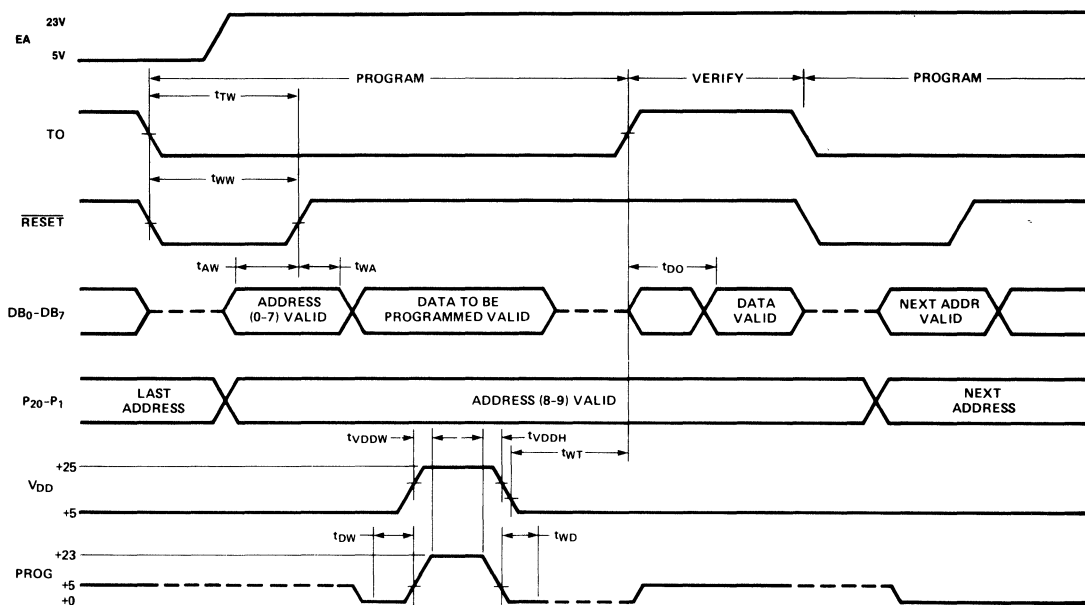 23V
EA
5V
PROGRAM
VERIFY
PROGRAM
tTW
TO
tWW
RESET
tAW
tWA
tDO
DB0-DB7
ADDRESS
(0-7) VALID
DATA TO BE
PROGRAMMED VALID
DATA
VALID
NEXT ADDR
VALID
P20-P1
LAST
ADDRESS
ADDRESS (8-9) VALID
NEXT
ADDRESS
tVDDW
tVDDH
tWT
+25
VDD
+5
tDW
tWD
+23
PROG
+5
+0